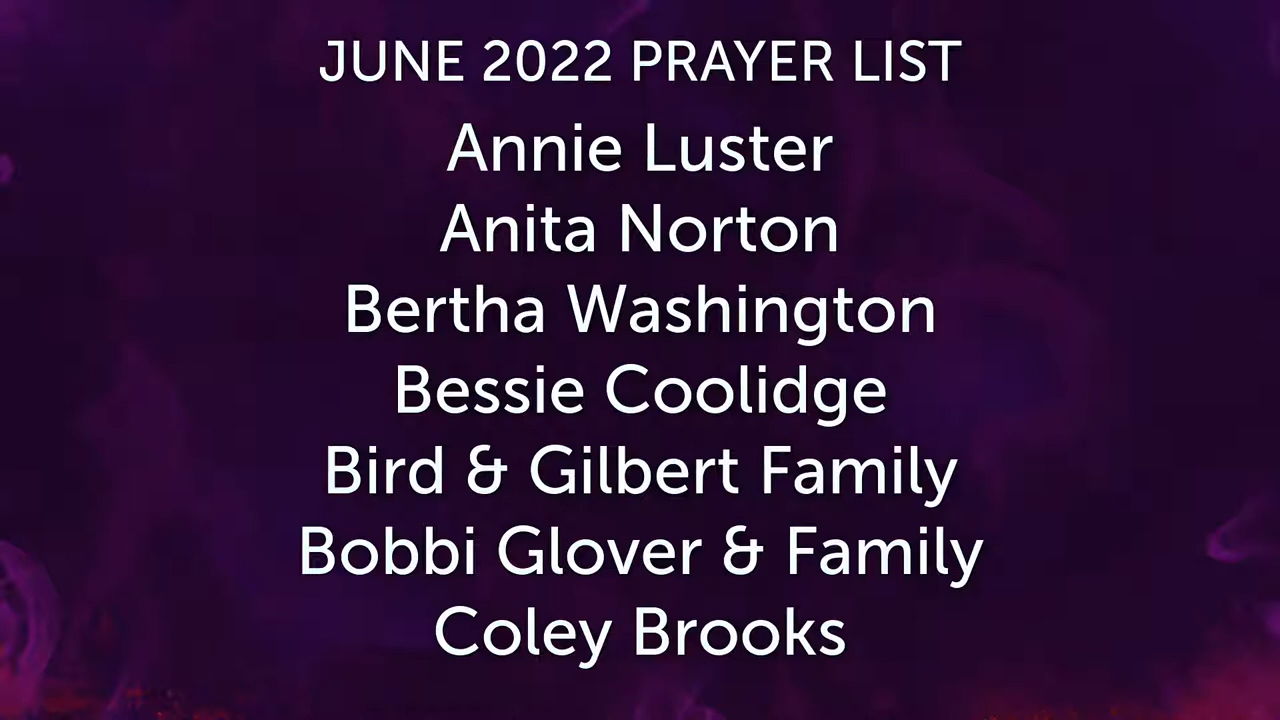 JUNE 2022 PRAYER LIST
Annie Luster
Anita Norton
Bertha Washington
Bessie Coolidge
Bird & Gilbert Family
Bobbi Glover & Family
Coley Brooks